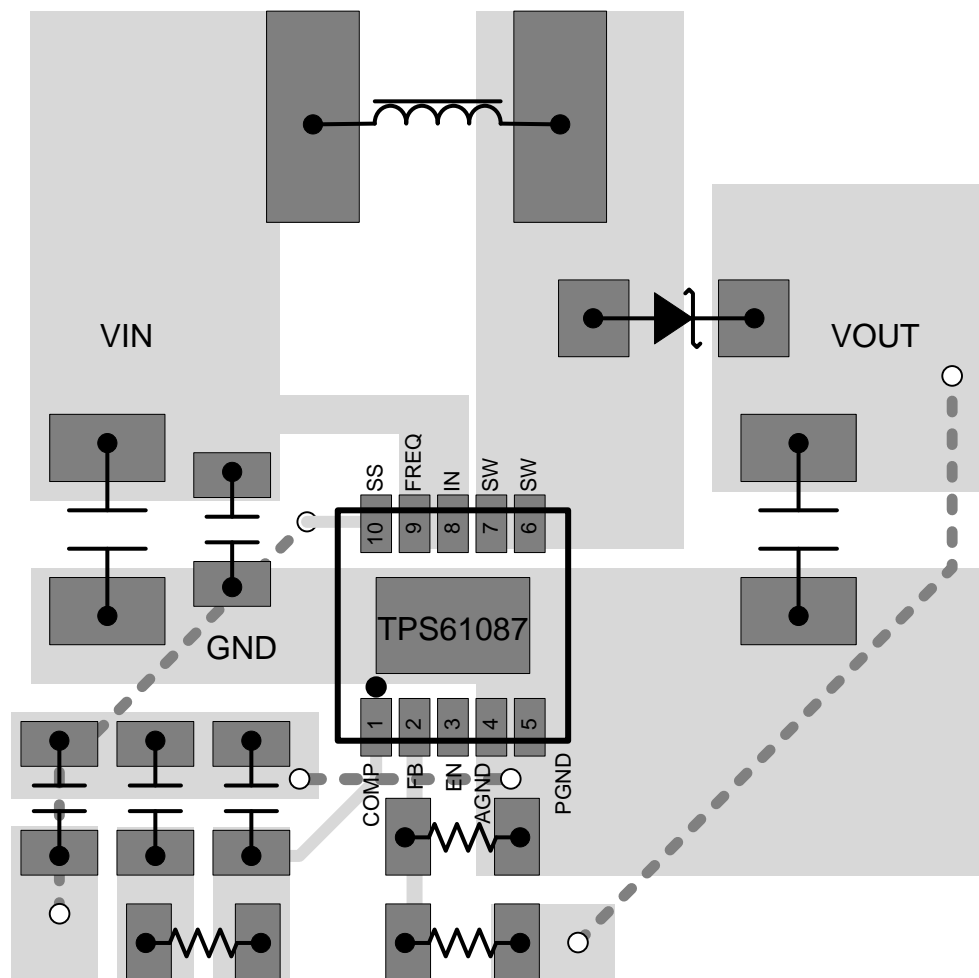 VIN
VOUT
SS
FREQ
IN
SW
SW
10
9
8
7
6
TPS61087
GND
1
2
3
4
5
COMP
FB
EN
AGND
PGND